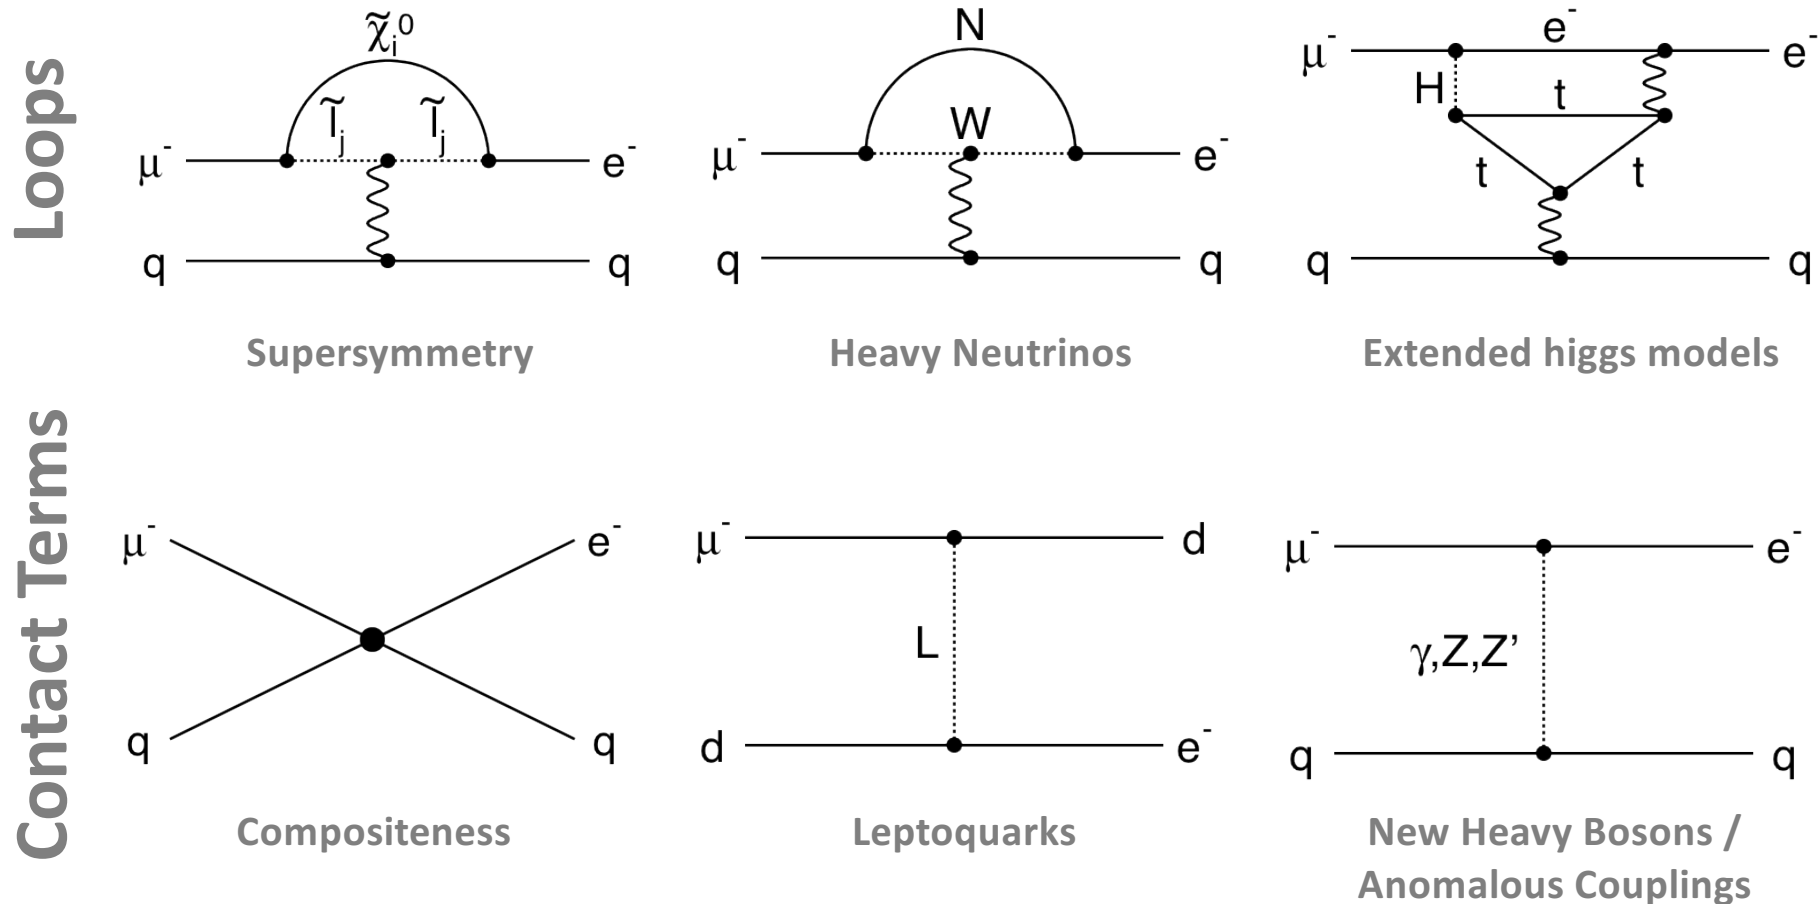 Loops
χ̃ᵢ⁰
l̃ⱼ l̃ⱼ
μ⁻ e⁻
q q
Supersymmetry
N
W
μ⁻ e⁻
q q
Heavy Neutrinos
e⁻
μ⁻ e⁻
H t
t t
q q
Extended higgs models
Contact Terms
μ⁻ e⁻
q q
Compositeness
μ⁻ d
L
d e⁻
Leptoquarks
μ⁻ e⁻
γ,Z,Z’
q q
New Heavy Bosons /
Anomalous Couplings